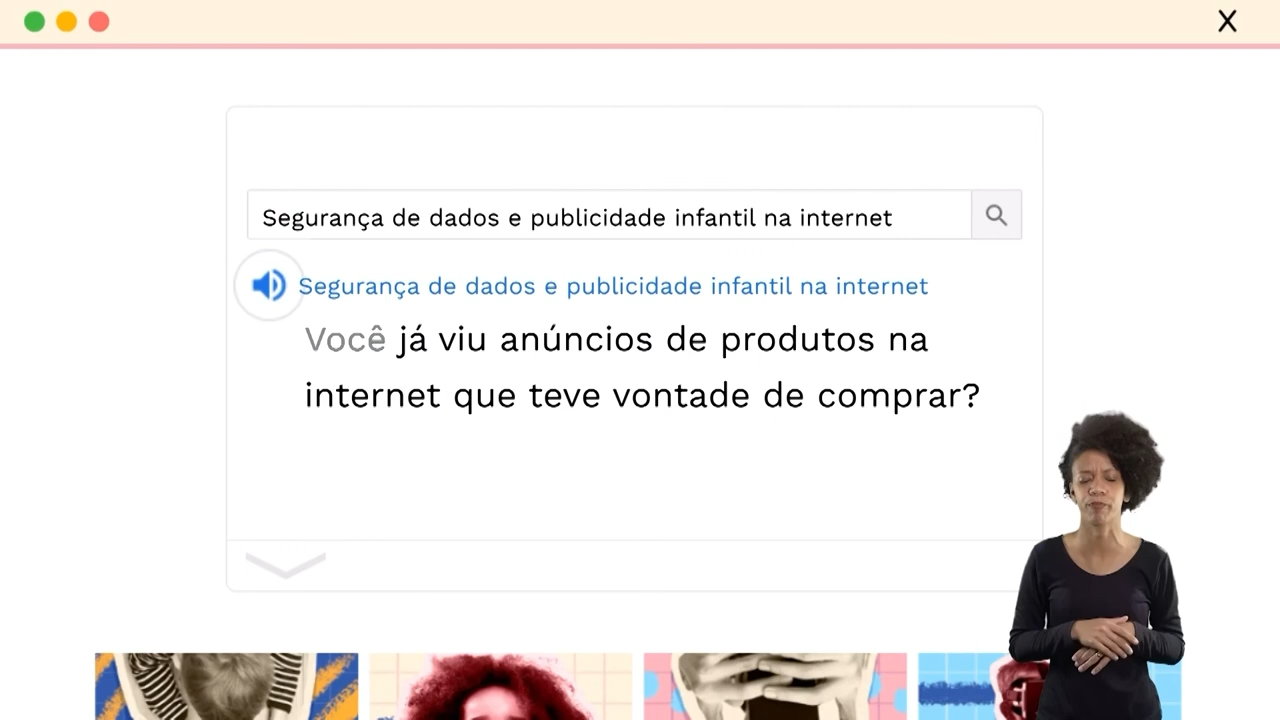 X
Segurança de dados e publicidade infantil na internet
Segurança de dados e publicidade infantil na internet
Você já viu anúncios de produtos na
internet que teve vontade de comprar?